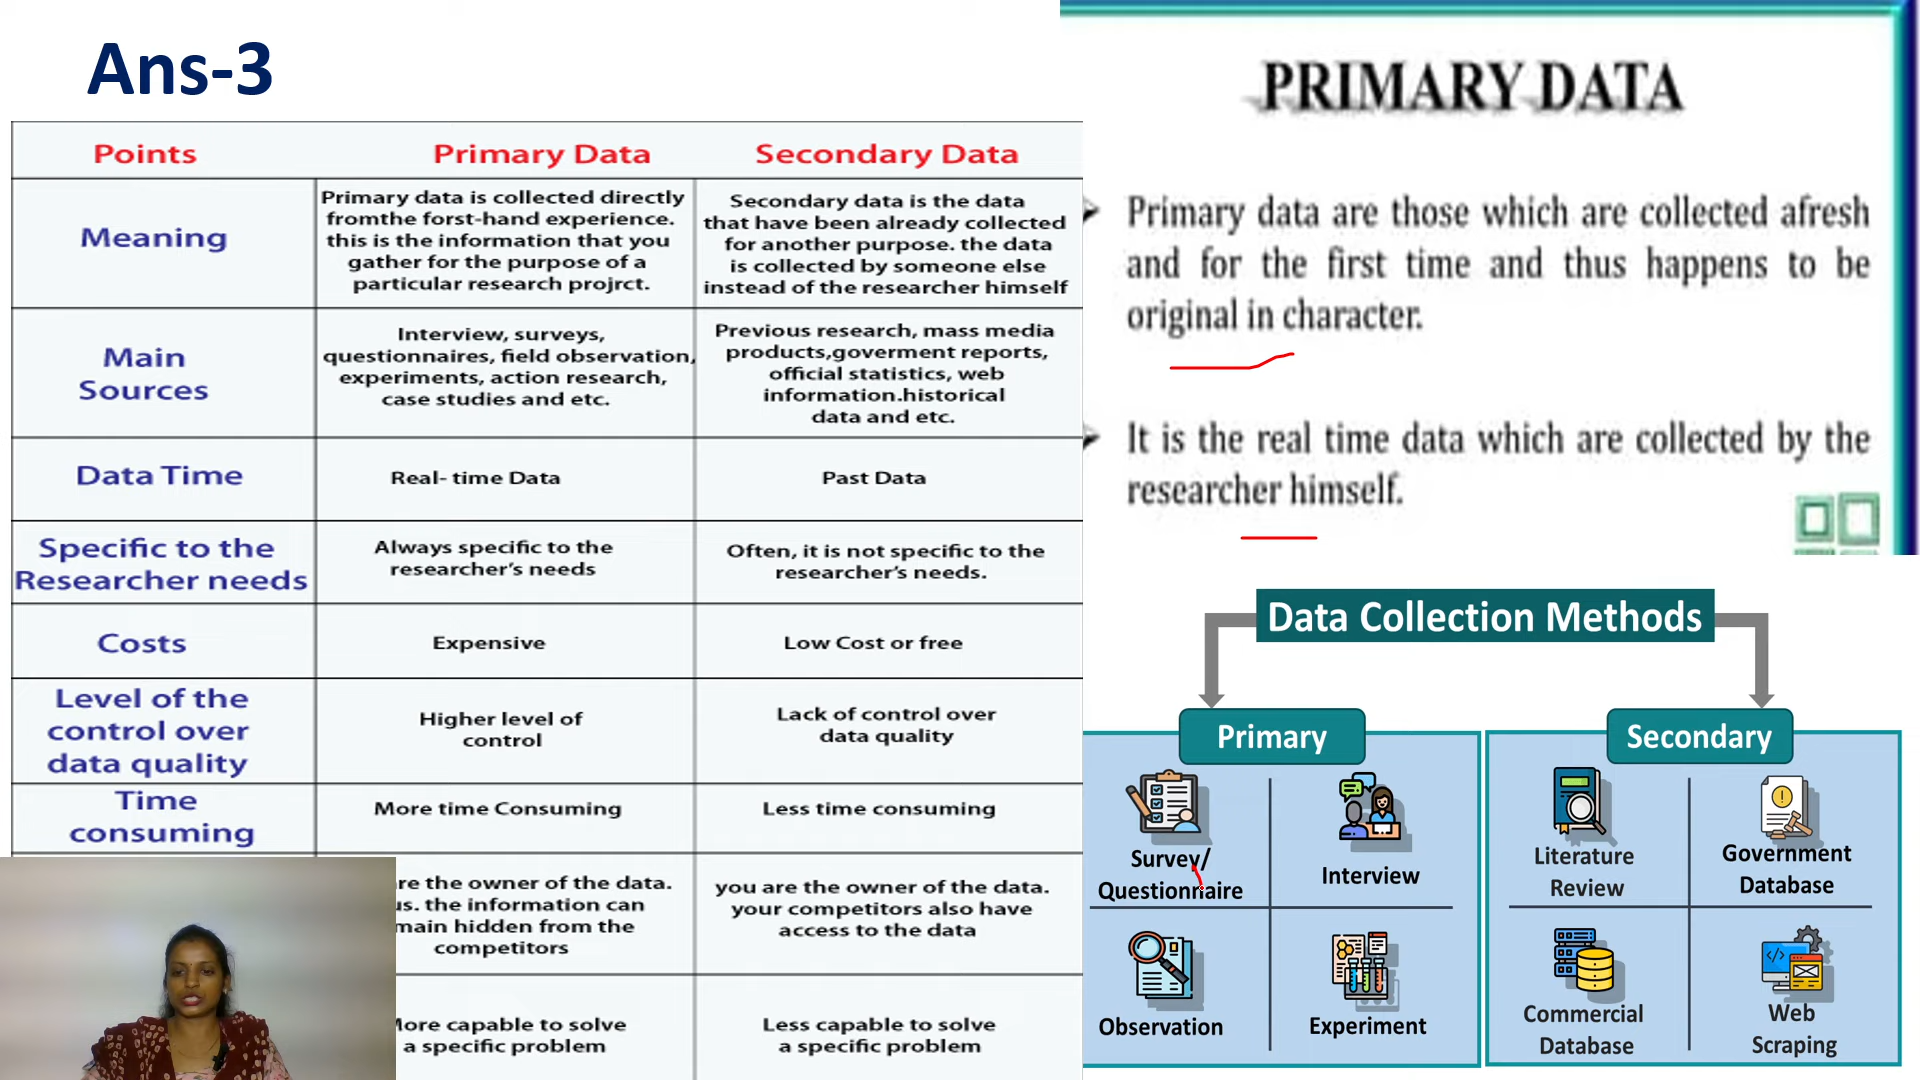 Ans-3
Points Primary Data Secondary Data
Meaning
Primary data is collected directly
fromthe forst-hand experience.
this is the information that you
gather for the purpose of a
particular research projrct.
Secondary data is the data
that have been already collected
for another purpose. the data
is collected by someone else
instead of the researcher himself
Main
Sources
Interview, surveys,
questionnaires, field observation,
experiments, action research,
case studies and etc.
Previous research, mass media
products,goverment reports,
official statistics, web
information.historical
data and etc.
Data Time
Real- time Data
Past Data
Specific to the
Researcher needs
Always specific to the
researcher's needs
Often, it is not specific to the
researcher's needs.
Costs
Expensive
Low Cost or free
Level of the
control over
data quality
Higher level of
control
Lack of control over
data quality
Time
consuming
More time Consuming
Less time consuming
are the owner of the data.
us. the information can
main hidden from the
competitors
you are the owner of the data.
your competitors also have
access to the data
More capable to solve
a specific problem
Less capable to solve
a specific problem
PRIMARY DATA
Primary data are those which are collected afresh
and for the first time and thus happens to be
original in character.
It is the real time data which are collected by the
researcher himself.
Data Collection Methods
Primary
Survey/
Questionnaire
Interview
Observation
Experiment
Secondary
Literature
Review
Government
Database
Commercial
Database
Web
Scraping